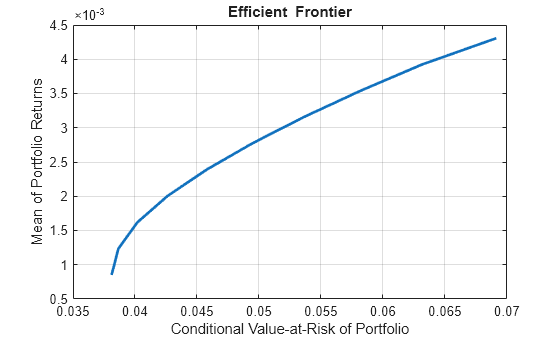 Efficient Frontier
×10⁻³
4.5
4
3.5
3
2.5
2
1.5
1
0.5
Mean of Portfolio Returns
0.035 0.04 0.045 0.05 0.055 0.06 0.065 0.07
Conditional Value-at-Risk of Portfolio